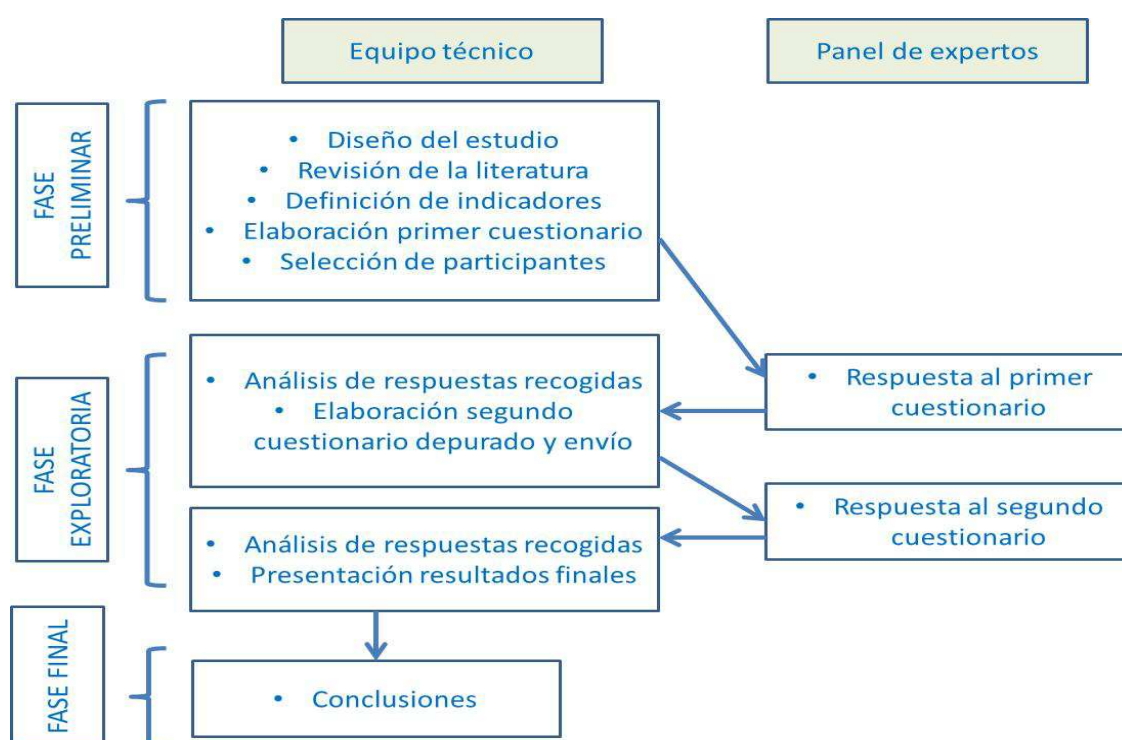 Equipo técnico
Panel de expertos
FASE
PRELIMINAR
• Diseño del estudio
• Revisión de la literatura
• Definición de indicadores
• Elaboración primer cuestionario
• Selección de participantes
FASE
EXPLORATORIA
• Análisis de respuestas recogidas
• Elaboración segundo
cuestionario depurado y envío
• Respuesta al primer
cuestionario
• Análisis de respuestas recogidas
• Presentación resultados finales
• Respuesta al segundo
cuestionario
FASE FINAL
• Conclusiones